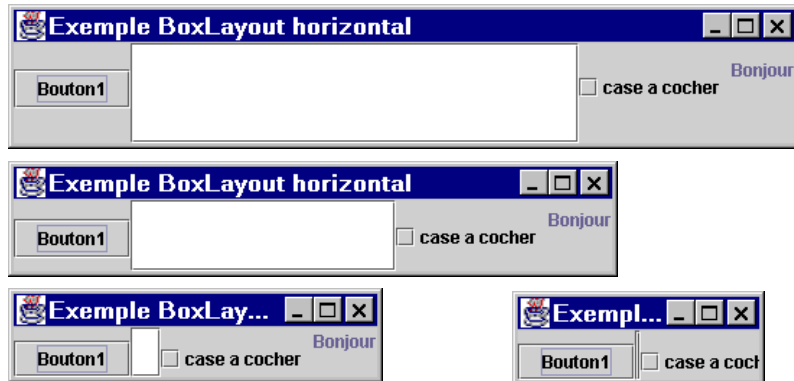 Exemple BoxLayout horizontal
Bouton1
case a cocher
Bonjour
Exemple BoxLayout horizontal
Bouton1
case a cocher
Bonjour
Exemple BoxLay...
Bouton1
case a cocher
Bonjour
Exempl...
Bouton1
case a coch